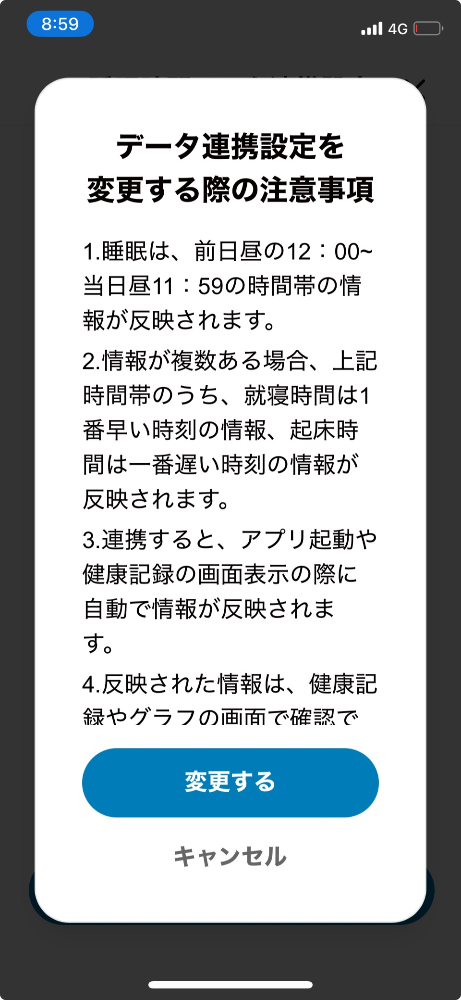 8:59
4G
データ連携設定を
変更する際の注意事項
1.睡眠は、前日昼の12：00~
当日昼11：59の時間帯の情
報が反映されます。
2.情報が複数ある場合、上記
時間帯のうち、就寝時間は1
番早い時刻の情報、起床時
間は一番遅い時刻の情報が
反映されます。
3.連携すると、アプリ起動や
健康記録の画面表示の際に
自動で情報が反映されま
す。
4.反映された情報は、健康記
録やグラフの画面で確認で
変更する
キャンセル